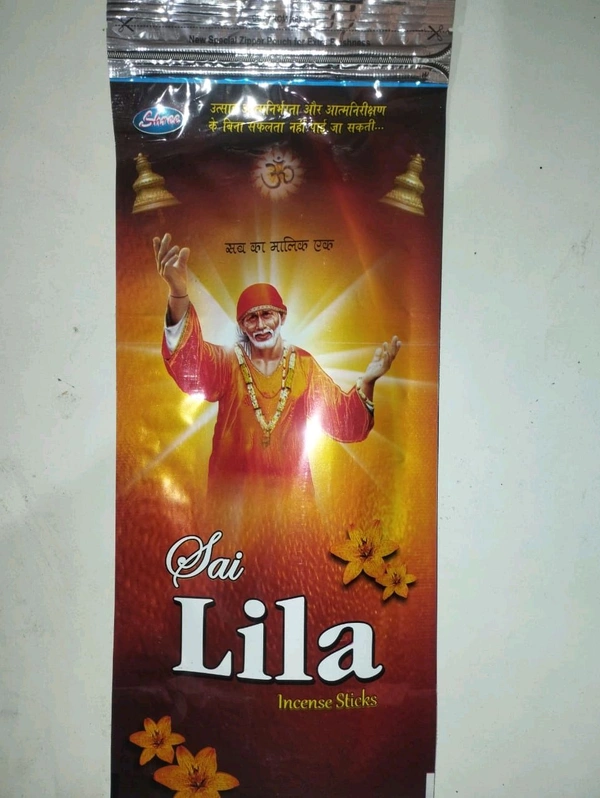 New Special Zipper Pouch for
Shree
उत्साह आत्मनिर्भरता और आत्मनिरीक्षण
के बिना सफलता नहीं पाई जा सकती...
ॐ
सब का मालिक एक
Sai
Lila
Incense Sticks